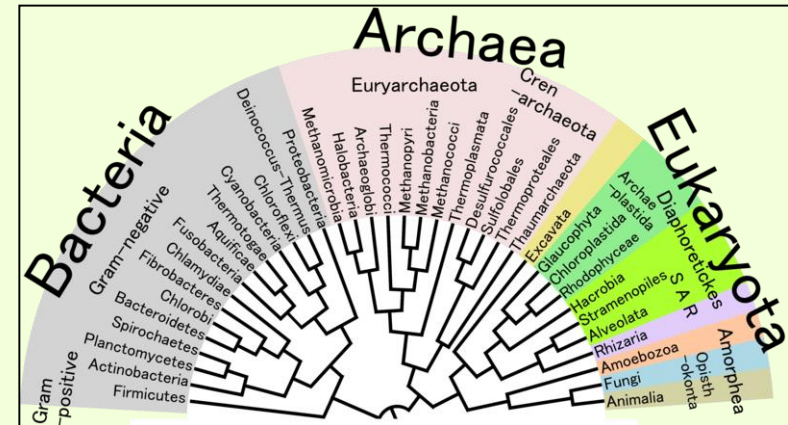 Bacteria
Archaea
Eukaryota
Gram
-positive
Gram-negative
Euryarchaeota
Cren
-archaeota
Archae
-plastida
Diaphoretickes
S A R
Amorphea
Opisth
-okonta
Firmicutes
Actinobacteria
Planctomycetes
Spirochaetes
Bacteroidetes
Chlorobi
Fibrobacteres
Chlamydiae
Fusobacteria
Aquificae
Thermotogae
Cyanobacteria
Chloroflexi
Deinococcus-Thermus
Proteobacteria
Methanomicrobia
Halobacteria
Archaeoglobi
Thermococci
Methanopyri
Methanobacteria
Methanococci
Thermoplasmata
Desulfurococcales
Sulfolobales
Thermoproteales
Thaumarchaeota
Excavata
Glaucophyta
Chloroplastida
Rhodophyceae
Hacrobia
Stramenopiles
Alveolata
Rhizaria
Amoebozoa
Fungi
Animalia